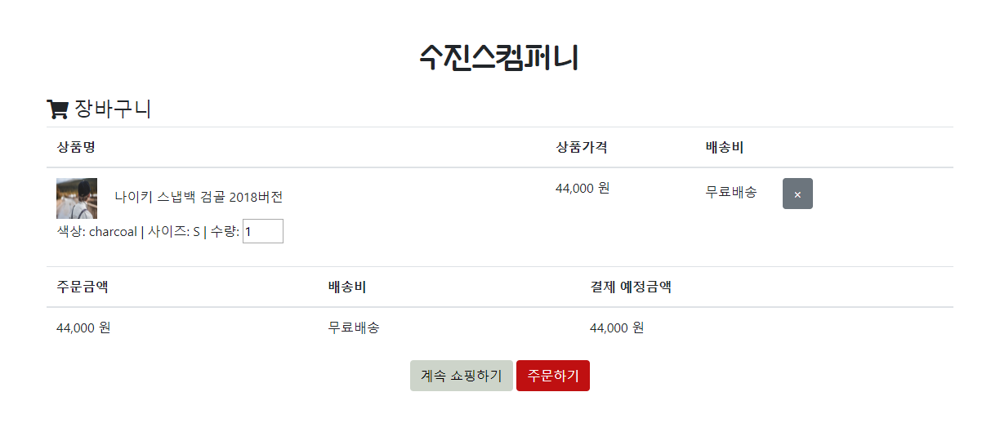 수진스컴퍼니
장바구니
상품명 상품가격 배송비
나이키 스냅백 검골 2018버전 44,000 원 무료배송 ×
색상: charcoal | 사이즈: S | 수량: 1
주문금액 배송비 결제 예정금액
44,000 원 무료배송 44,000 원
계속 쇼핑하기 주문하기